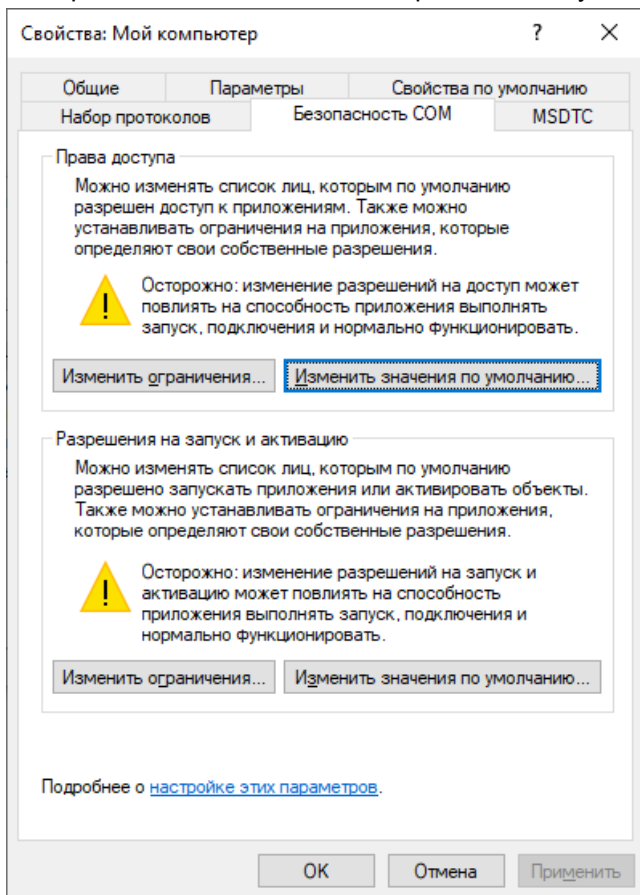 Свойства: Мой компьютер
?
Общие
Параметры
Свойства по умолчанию
Набор протоколов
Безопасность COM
MSDTC
Права доступа
Можно изменять список лиц, которым по умолчанию
разрешен доступ к приложениям. Также можно
устанавливать ограничения на приложения, которые
определяют свои собственные разрешения.
Осторожно: изменение разрешений на доступ может
повлиять на способность приложения выполнять
запуск, подключения и нормально функционировать.
Изменить ограничения...
Изменить значения по умолчанию...
Разрешения на запуск и активацию
Можно изменять список лиц, которым по умолчанию
разрешено запускать приложения или активировать объекты.
Также можно устанавливать ограничения на приложения,
которые определяют свои собственные разрешения.
Осторожно: изменение разрешений на запуск и
активацию может повлиять на способность
приложения выполнять запуск, подключения и
нормально функционировать.
Изменить ограничения...
Изменить значения по умолчанию...
Подробнее о настройке этих параметров.
OK
Отмена
Применить